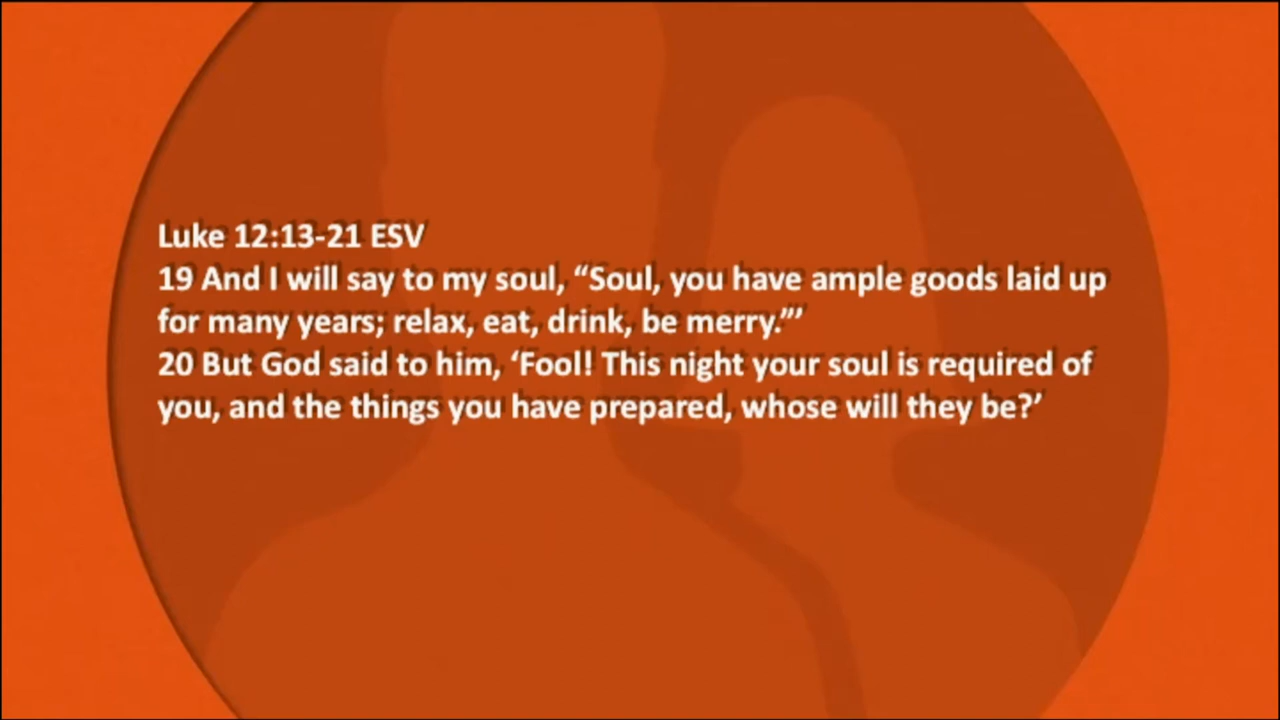 Luke 12:13-21 ESV
19 And I will say to my soul, “Soul, you have ample goods laid up
for many years; relax, eat, drink, be merry.”’
20 But God said to him, ‘Fool! This night your soul is required of
you, and the things you have prepared, whose will they be?’